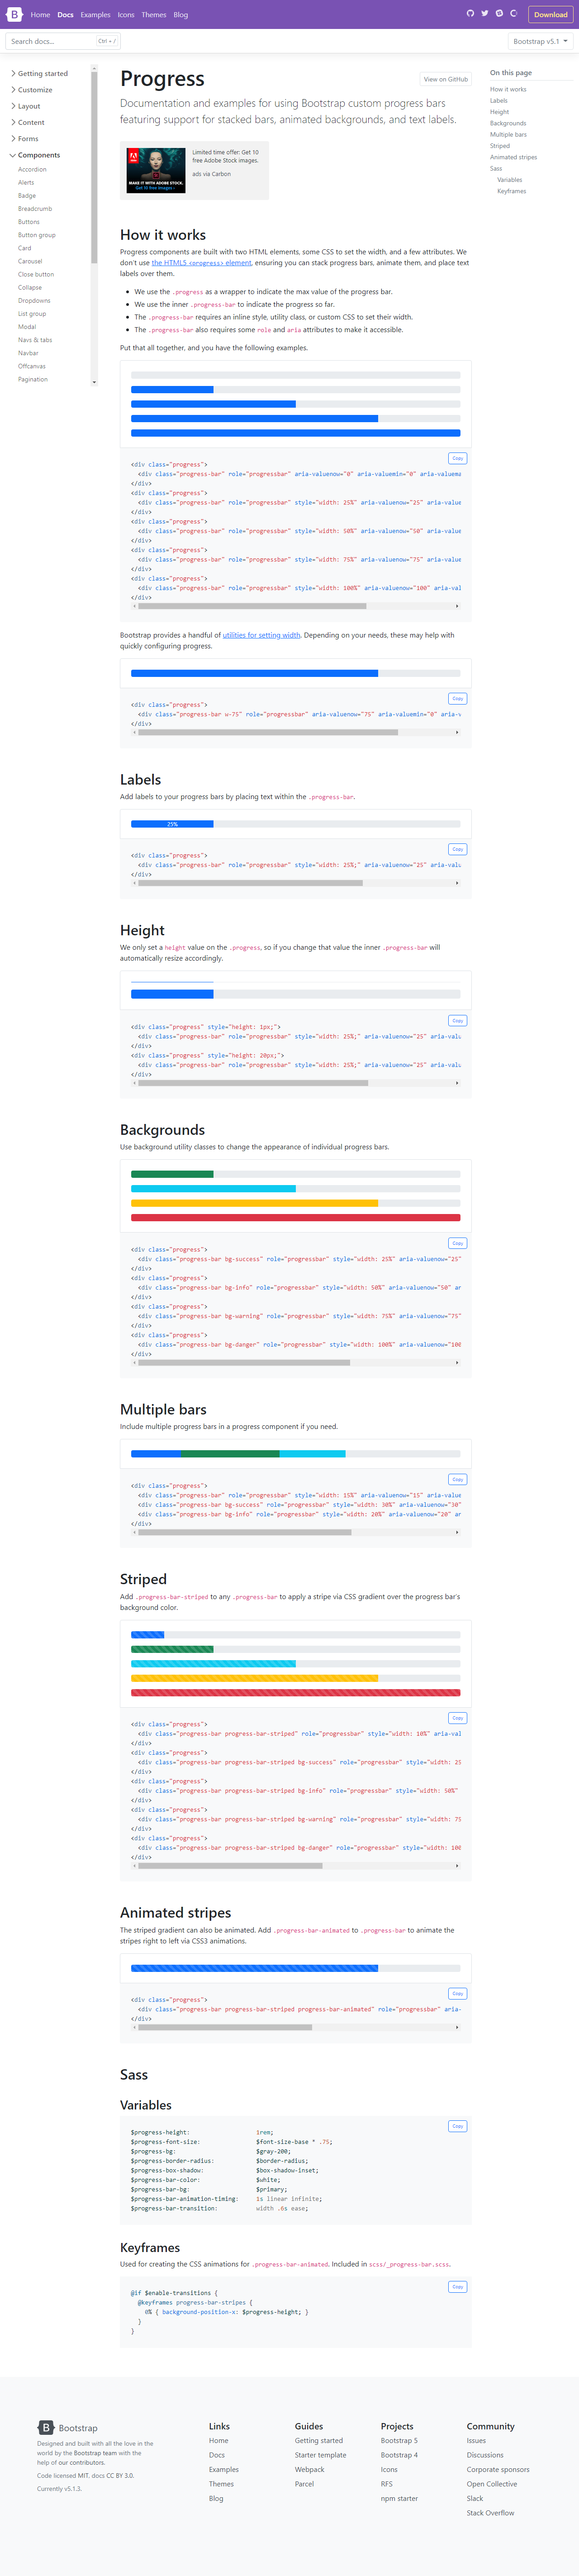 B Home Docs Examples Icons Themes Blog Download
Search docs... Ctrl + / Bootstrap v5.1
Getting started
Customize
Layout
Content
Forms
Components
Accordion
Alerts
Badge
Breadcrumb
Buttons
Button group
Card
Carousel
Close button
Collapse
Dropdowns
List group
Modal
Navs & tabs
Navbar
Offcanvas
Pagination
Progress
View on GitHub
Documentation and examples for using Bootstrap custom progress bars
featuring support for stacked bars, animated backgrounds, and text labels.
Adobe
MAKE IT WITH ADOBE STOCK.
Get 10 free images ›
Limited time offer: Get 10
free Adobe Stock images.
ads via Carbon
On this page
How it works
Labels
Height
Backgrounds
Multiple bars
Striped
Animated stripes
Sass
Variables
Keyframes
How it works
Progress components are built with two HTML elements, some CSS to set the width, and a few attributes. We
don't use the HTML5 <progress> element, ensuring you can stack progress bars, animate them, and place text
labels over them.
• We use the .progress as a wrapper to indicate the max value of the progress bar.
• We use the inner .progress-bar to indicate the progress so far.
• The .progress-bar requires an inline style, utility class, or custom CSS to set their width.
• The .progress-bar also requires some role and aria attributes to make it accessible.
Put that all together, and you have the following examples.
Copy
<div class="progress">
<div class="progress-bar" role="progressbar" aria-valuenow="0" aria-valuemin="0" aria-valuema
</div>
<div class="progress">
<div class="progress-bar" role="progressbar" style="width: 25%" aria-valuenow="25" aria-value
</div>
<div class="progress">
<div class="progress-bar" role="progressbar" style="width: 50%" aria-valuenow="50" aria-value
</div>
<div class="progress">
<div class="progress-bar" role="progressbar" style="width: 75%" aria-valuenow="75" aria-value
</div>
<div class="progress">
<div class="progress-bar" role="progressbar" style="width: 100%" aria-valuenow="100" aria-val
</div>
Bootstrap provides a handful of utilities for setting width. Depending on your needs, these may help with
quickly configuring progress.
Copy
<div class="progress">
<div class="progress-bar w-75" role="progressbar" aria-valuenow="75" aria-valuemin="0" aria-v
</div>
Labels
Add labels to your progress bars by placing text within the .progress-bar.
25%
Copy
<div class="progress">
<div class="progress-bar" role="progressbar" style="width: 25%;" aria-valuenow="25" aria-valu
</div>
Height
We only set a height value on the .progress, so if you change that value the inner .progress-bar will
automatically resize accordingly.
Copy
<div class="progress" style="height: 1px;">
<div class="progress-bar" role="progressbar" style="width: 25%;" aria-valuenow="25" aria-valu
</div>
<div class="progress" style="height: 20px;">
<div class="progress-bar" role="progressbar" style="width: 25%;" aria-valuenow="25" aria-valu
</div>
Backgrounds
Use background utility classes to change the appearance of individual progress bars.
Copy
<div class="progress">
<div class="progress-bar bg-success" role="progressbar" style="width: 25%" aria-valuenow="25"
</div>
<div class="progress">
<div class="progress-bar bg-info" role="progressbar" style="width: 50%" aria-valuenow="50" ar
</div>
<div class="progress">
<div class="progress-bar bg-warning" role="progressbar" style="width: 75%" aria-valuenow="75"
</div>
<div class="progress">
<div class="progress-bar bg-danger" role="progressbar" style="width: 100%" aria-valuenow="100
</div>
Multiple bars
Include multiple progress bars in a progress component if you need.
Copy
<div class="progress">
<div class="progress-bar" role="progressbar" style="width: 15%" aria-valuenow="15" aria-value
<div class="progress-bar bg-success" role="progressbar" style="width: 30%" aria-valuenow="30"
<div class="progress-bar bg-info" role="progressbar" style="width: 20%" aria-valuenow="20" ar
</div>
Striped
Add .progress-bar-striped to any .progress-bar to apply a stripe via CSS gradient over the progress bar's
background color.
Copy
<div class="progress">
<div class="progress-bar progress-bar-striped" role="progressbar" style="width: 10%" aria-val
</div>
<div class="progress">
<div class="progress-bar progress-bar-striped bg-success" role="progressbar" style="width: 25
</div>
<div class="progress">
<div class="progress-bar progress-bar-striped bg-info" role="progressbar" style="width: 50%"
</div>
<div class="progress">
<div class="progress-bar progress-bar-striped bg-warning" role="progressbar" style="width: 75
</div>
<div class="progress">
<div class="progress-bar progress-bar-striped bg-danger" role="progressbar" style="width: 100
</div>
Animated stripes
The striped gradient can also be animated. Add .progress-bar-animated to .progress-bar to animate the
stripes right to left via CSS3 animations.
Copy
<div class="progress">
<div class="progress-bar progress-bar-striped progress-bar-animated" role="progressbar" aria-
</div>
Sass
Variables
Copy
$progress-height: 1rem;
$progress-font-size: $font-size-base * .75;
$progress-bg: $gray-200;
$progress-border-radius: $border-radius;
$progress-box-shadow: $box-shadow-inset;
$progress-bar-color: $white;
$progress-bar-bg: $primary;
$progress-bar-animation-timing: 1s linear infinite;
$progress-bar-transition: width .6s ease;
Keyframes
Used for creating the CSS animations for .progress-bar-animated. Included in scss/_progress-bar.scss.
Copy
@if $enable-transitions {
@keyframes progress-bar-stripes {
0% { background-position-x: $progress-height; }
}
}
B Bootstrap
Designed and built with all the love in the
world by the Bootstrap team with the
help of our contributors.
Code licensed MIT, docs CC BY 3.0.
Currently v5.1.3.
Links
Home
Docs
Examples
Themes
Blog
Guides
Getting started
Starter template
Webpack
Parcel
Projects
Bootstrap 5
Bootstrap 4
Icons
RFS
npm starter
Community
Issues
Discussions
Corporate sponsors
Open Collective
Slack
Stack Overflow